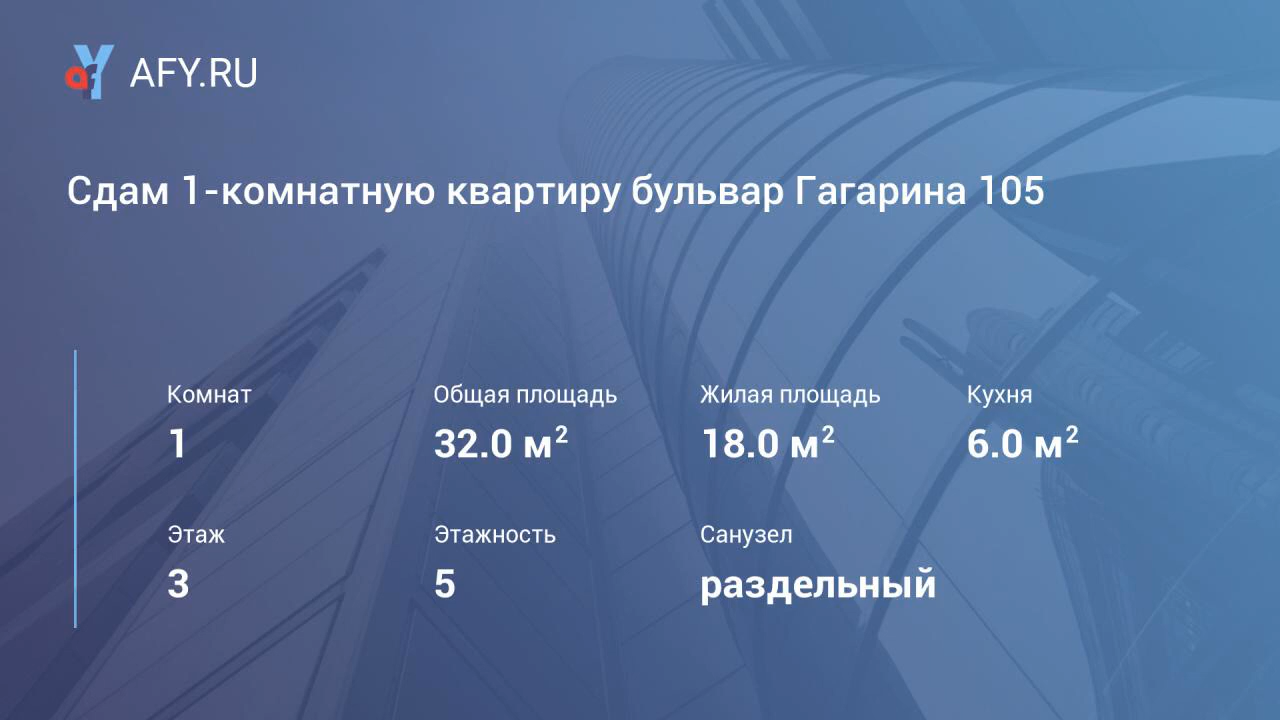 AFY.RU
Сдам 1-комнатную квартиру бульвар Гагарина 105
Комнат Общая площадь Жилая площадь Кухня
1 32.0 м² 18.0 м² 6.0 м²
Этаж Этажность Санузел
3 5 раздельный